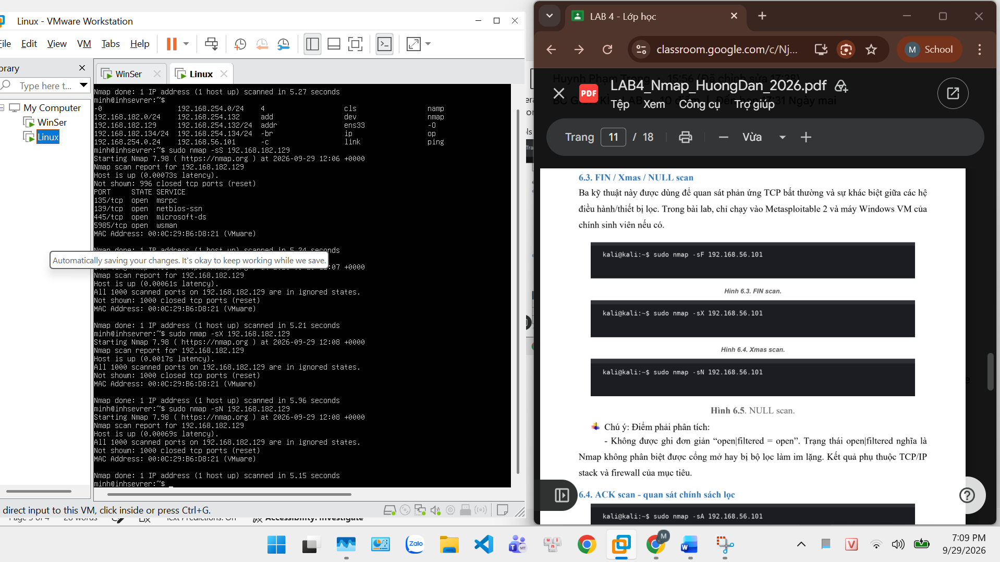 Linux - VMware Workstation
File Edit View VM Tabs Help
Library
Type here t...
My Computer
WinSer
Linux
WinSer
Linux
Nmap done: 1 IP address (1 host up) scanned in 5.27 seconds
minh@inhsevrer:~$
-0 192.168.254.0/24 4 cls namp
192.168.182.0/24 192.168.254.132 add dev nmap
192.168.182.129 192.168.254.132/24 addr ens33 -O
192.168.182.134/24 192.168.254.134/24 -br ip op
192.168.254.0.24 192.168.56.101 -c link ping
minh@inhsevrer:~$ sudo nmap -sS 192.168.182.129
Starting Nmap 7.98 ( https://nmap.org ) at 2026-09-29 12:06 +0000
Nmap scan report for 192.168.182.129
Host is up (0.00073s latency).
Not shown: 996 closed tcp ports (reset)
PORT STATE SERVICE
135/tcp open msrpc
139/tcp open netbios-ssn
445/tcp open microsoft-ds
5985/tcp open wsman
MAC Address: 00:0C:29:B6:D8:21 (VMware)
Nmap done: 1 IP address (1 host up) scanned in 5.24 seconds
Automatically saving your changes. It's okay to keep working while we save.
:07 +0000
Nmap scan report for 192.168.182.129
Host is up (0.00061s latency).
All 1000 scanned ports on 192.168.182.129 are in ignored states.
Not shown: 1000 closed tcp ports (reset)
MAC Address: 00:0C:29:B6:D8:21 (VMware)
Nmap done: 1 IP address (1 host up) scanned in 5.21 seconds
minh@inhsevrer:~$ sudo nmap -sX 192.168.182.129
Starting Nmap 7.98 ( https://nmap.org ) at 2026-09-29 12:08 +0000
Nmap scan report for 192.168.182.129
Host is up (0.0017s latency).
All 1000 scanned ports on 192.168.182.129 are in ignored states.
Not shown: 1000 closed tcp ports (reset)
MAC Address: 00:0C:29:B6:D8:21 (VMware)
Nmap done: 1 IP address (1 host up) scanned in 5.96 seconds
minh@inhsevrer:~$ sudo nmap -sN 192.168.182.129
Starting Nmap 7.98 ( https://nmap.org ) at 2026-09-29 12:08 +0000
Nmap scan report for 192.168.182.129
Host is up (0.00069s latency).
All 1000 scanned ports on 192.168.182.129 are in ignored states.
Not shown: 1000 closed tcp ports (reset)
MAC Address: 00:0C:29:B6:D8:21 (VMware)
Nmap done: 1 IP address (1 host up) scanned in 5.15 seconds
minh@inhsevrer:~$ _
direct input to this VM, click inside or press Ctrl+G.
LAB 4 - Lớp học
classroom.google.com/c/Nj...
M School
Huynh Phạm Trọng • 15:56 (Đã chỉnh sửa 17:38)
PDF
LAB4_Nmap_HuongDan_2026.pdf
Tệp Xem Công cụ Trợ giúp
Trang 11 / 18 Vừa
6.3. FIN / Xmas / NULL scan
Ba kỹ thuật này được dùng để quan sát phản ứng TCP bất thường và sự khác biệt giữa các hệ
điều hành/thiết bị lọc. Trong bài lab, chỉ chạy vào Metasploitable 2 và máy Windows VM của
chính sinh viên nếu có.
kali@kali:~$ sudo nmap -sF 192.168.56.101
Hình 6.3. FIN scan.
kali@kali:~$ sudo nmap -sX 192.168.56.101
Hình 6.4. Xmas scan.
kali@kali:~$ sudo nmap -sN 192.168.56.101
Hình 6.5. NULL scan.
Chú ý: Điểm phải phân tích:
- Không được ghi đơn giản “open|filtered = open”. Trạng thái open|filtered nghĩa là
Nmap không phân biệt được cổng mở hay bị bộ lọc làm im lặng. Kết quả phụ thuộc TCP/IP
stack và firewall của mục tiêu.
6.4. ACK scan - quan sát chính sách lọc
kali@kali:~$ sudo nmap -sA 192.168.56.101
Zalo
7:09 PM
9/29/2026